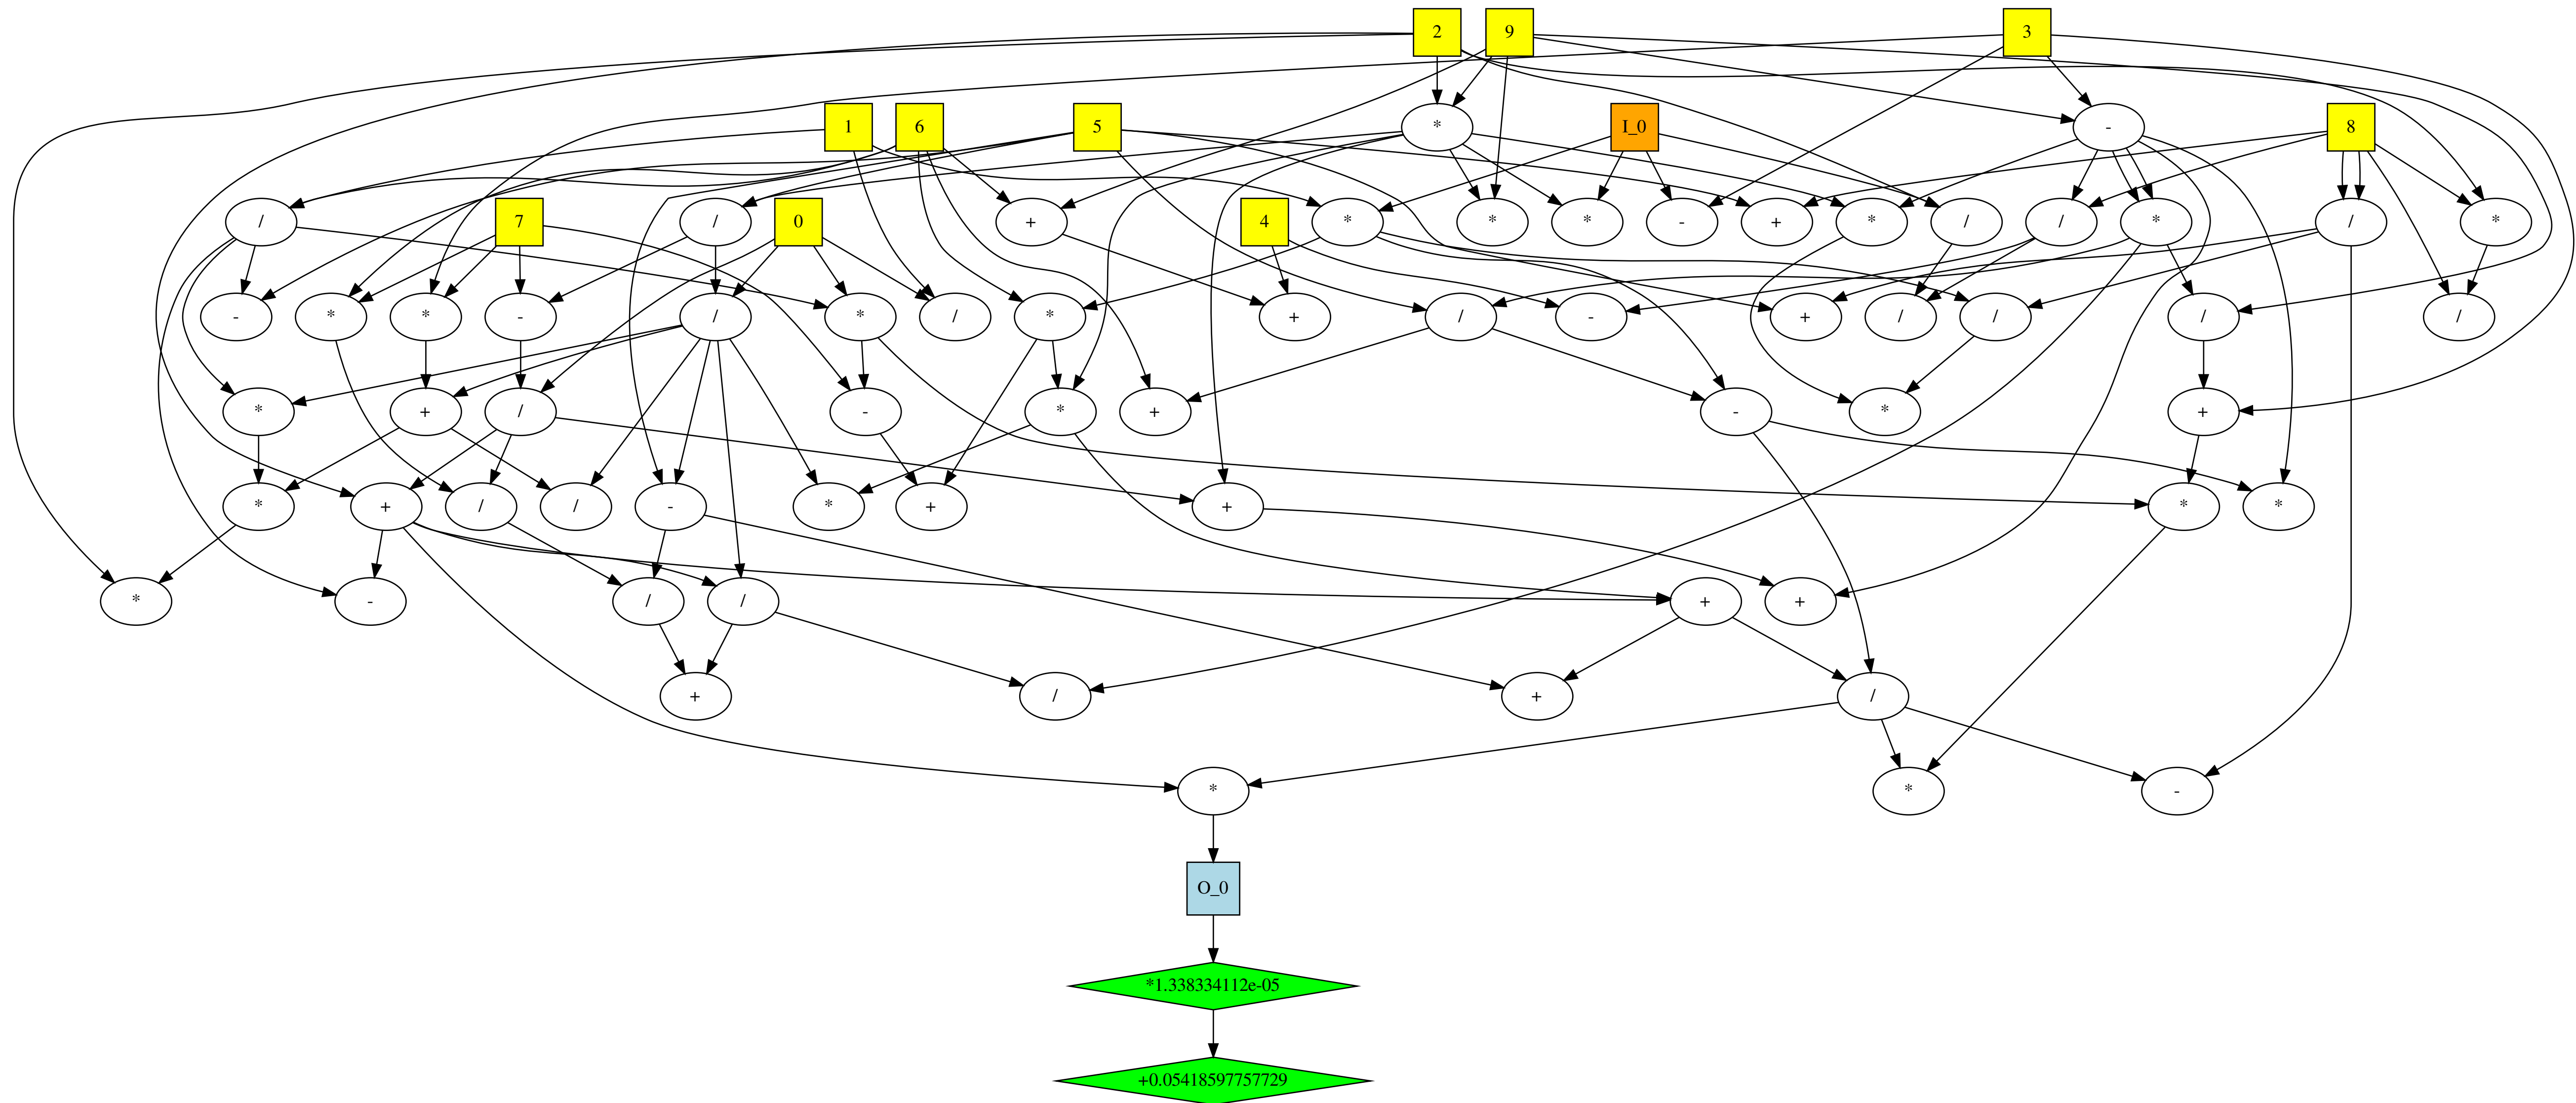 2 9 3
1 6 5 * I_0 - 8
/ 7 / 0 + 4 * * * - + * / / * / *
- * * - / * / * + / - + / / / /
* + / - * + - * +
* + / / - * + + * *
* - / / + +
+ / + /
* * -
O_0
*1.338334112e-05
+0.05418597757729